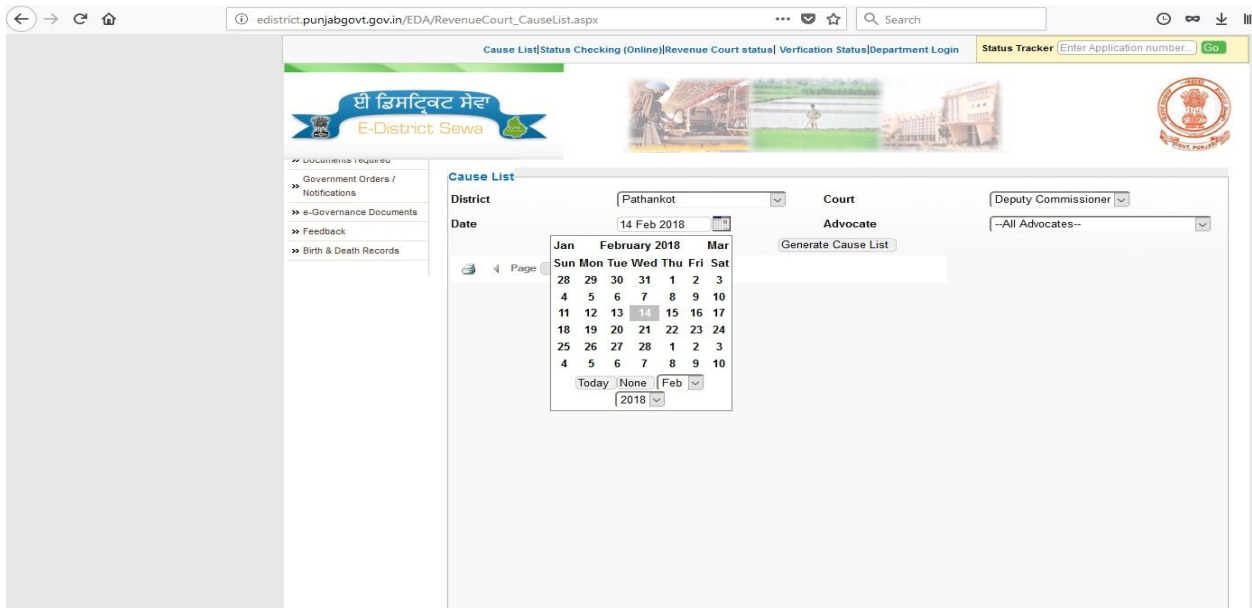 edistrict.punjabgovt.gov.in/EDA/RevenueCourt_CauseList.aspx
Search
Cause List|Status Checking (Online)|Revenue Court status| Verfication Status|Department Login
Status Tracker Enter Application number... Go
ਈ ਡਿਸਟ੍ਰਿਕਟ ਸੇਵਾ
E-District Sewa
GOVT. PUNJAB
» Documents required
» Government Orders / Notifications
» e-Governance Documents
» Feedback
» Birth & Death Records
Cause List
District Pathankot Court Deputy Commissioner
Date 14 Feb 2018 Advocate --All Advocates--
Generate Cause List
Page
Jan February 2018 Mar
Sun Mon Tue Wed Thu Fri Sat
28 29 30 31 1 2 3
4 5 6 7 8 9 10
11 12 13 14 15 16 17
18 19 20 21 22 23 24
25 26 27 28 1 2 3
4 5 6 7 8 9 10
Today None Feb
2018